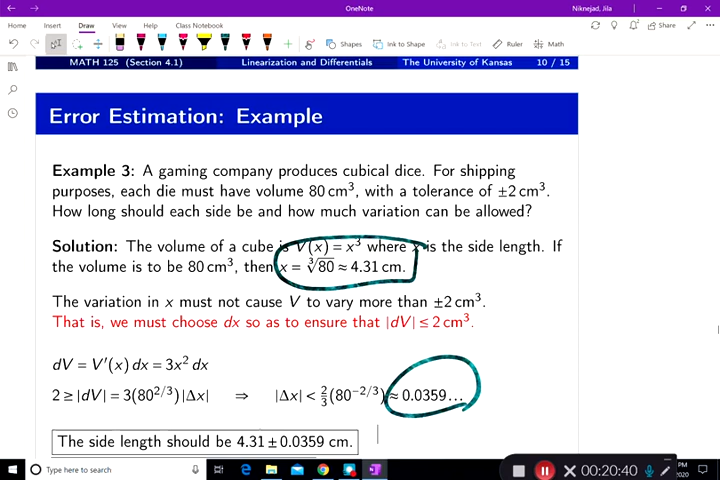 OneNote
Niknejad, Jila
Home Insert Draw View Help Class Notebook
Share
Shapes Ink to Shape Ink to Text Ruler Math
MATH 125 (Section 4.1) Linearization and Differentials The University of Kansas 10 / 15
Error Estimation: Example
Example 3: A gaming company produces cubical dice. For shipping
purposes, each die must have volume 80 cm³, with a tolerance of ±2 cm³.
How long should each side be and how much variation can be allowed?
Solution: The volume of a cube is V(x) = x³ where x is the side length. If
the volume is to be 80 cm³, then x = ∛80 ≈ 4.31 cm.
The variation in x must not cause V to vary more than ±2 cm³.
That is, we must choose dx so as to ensure that |dV| ≤ 2 cm³.
dV = V′(x) dx = 3x² dx
2 ≥ |dV| = 3(80^{2/3})|Δx| ⇒ |Δx| < 2/3 (80^{−2/3}) ≈ 0.0359...
The side length should be 4.31 ± 0.0359 cm.
Type here to search
00:20:40
PM
2020